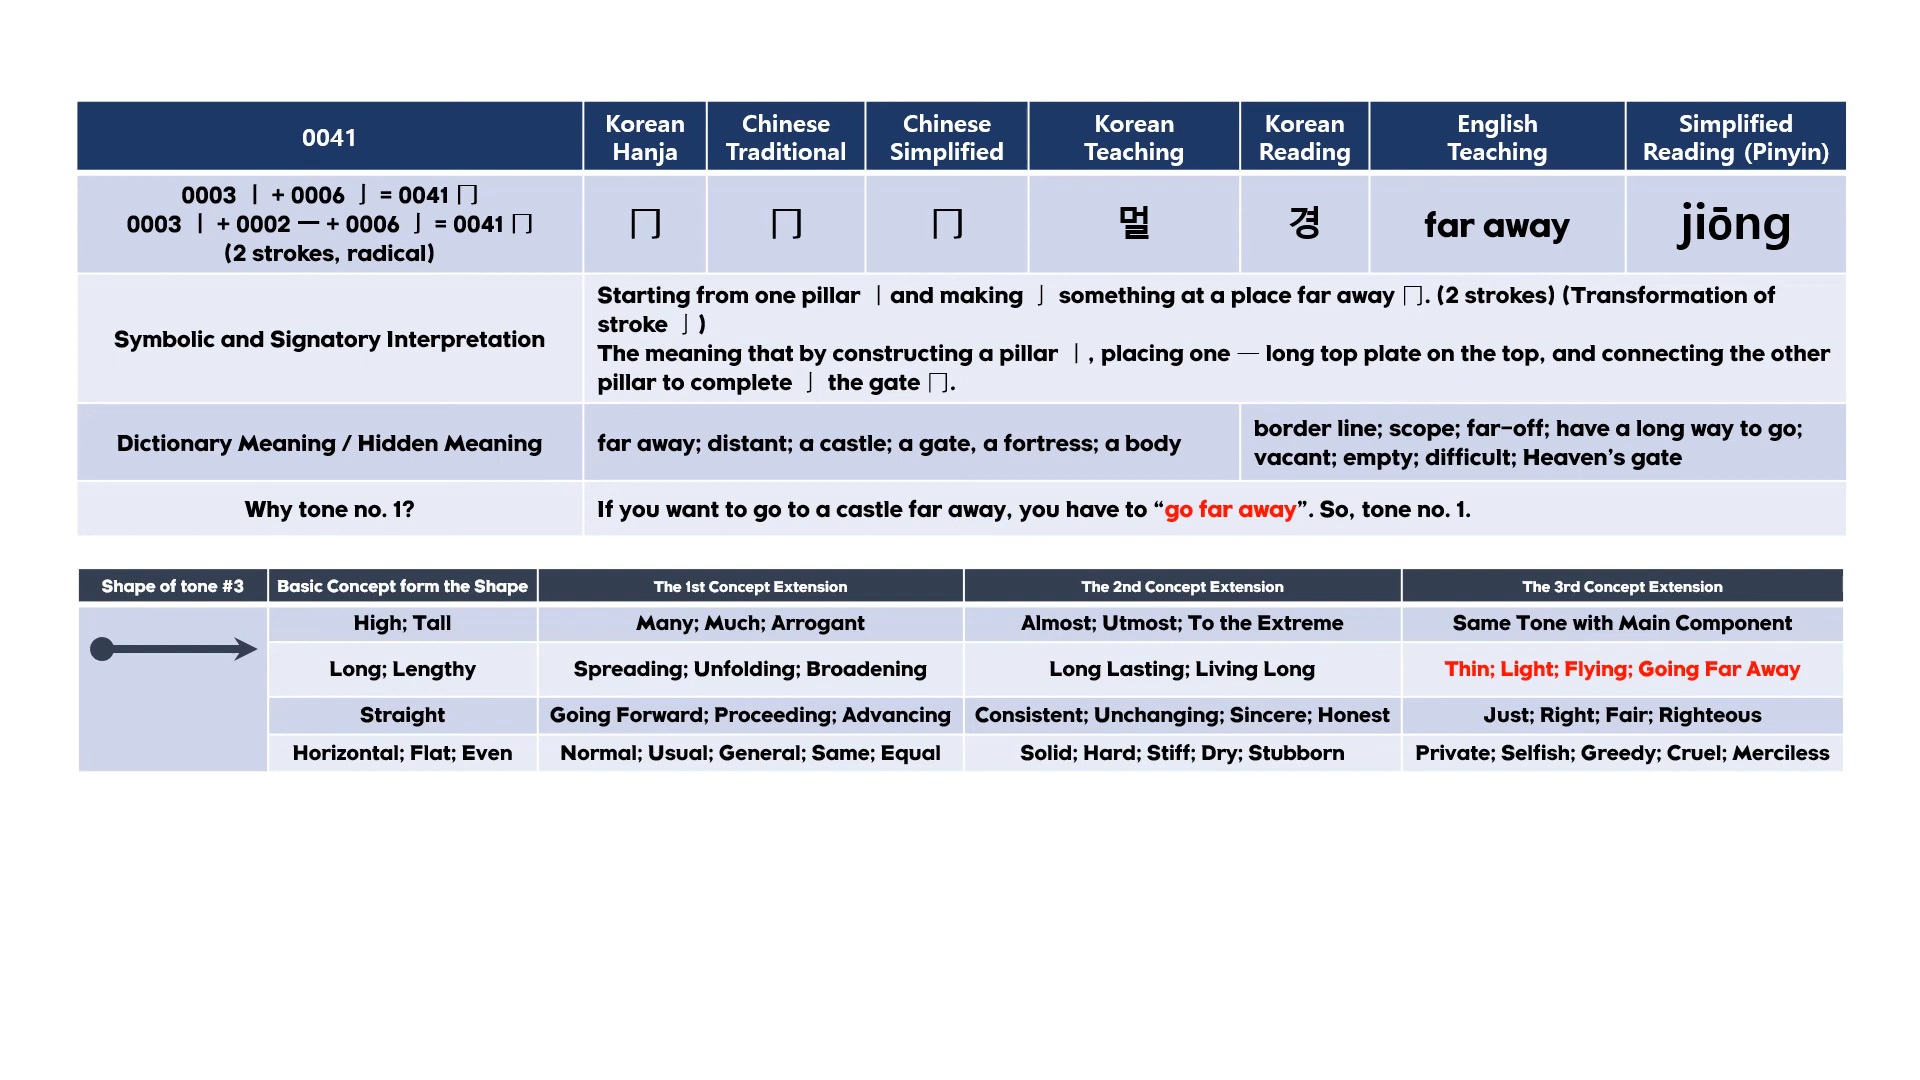 0041
Korean Hanja
Chinese Traditional
Chinese Simplified
Korean Teaching
Korean Reading
English Teaching
Simplified Reading (Pinyin)
0003 丨 + 0006 亅 = 0041 冂
0003 丨 + 0002 一 + 0006 亅 = 0041 冂
(2 strokes, radical)
冂
冂
冂
멀
경
far away
jiōng
Symbolic and Signatory Interpretation
Starting from one pillar 丨 and making 亅 something at a place far away 冂. (2 strokes) (Transformation of
stroke 亅)
The meaning that by constructing a pillar 丨, placing one 一 long top plate on the top, and connecting the other
pillar to complete 亅 the gate 冂.
Dictionary Meaning / Hidden Meaning
far away; distant; a castle; a gate, a fortress; a body
border line; scope; far-off; have a long way to go;
vacant; empty; difficult; Heaven's gate
Why tone no. 1?
If you want to go to a castle far away, you have to “go far away”. So, tone no. 1.
Shape of tone #3
Basic Concept form the Shape
The 1st Concept Extension
The 2nd Concept Extension
The 3rd Concept Extension
High; Tall
Many; Much; Arrogant
Almost; Utmost; To the Extreme
Same Tone with Main Component
Long; Lengthy
Spreading; Unfolding; Broadening
Long Lasting; Living Long
Thin; Light; Flying; Going Far Away
Straight
Going Forward; Proceeding; Advancing
Consistent; Unchanging; Sincere; Honest
Just; Right; Fair; Righteous
Horizontal; Flat; Even
Normal; Usual; General; Same; Equal
Solid; Hard; Stiff; Dry; Stubborn
Private; Selfish; Greedy; Cruel; Merciless